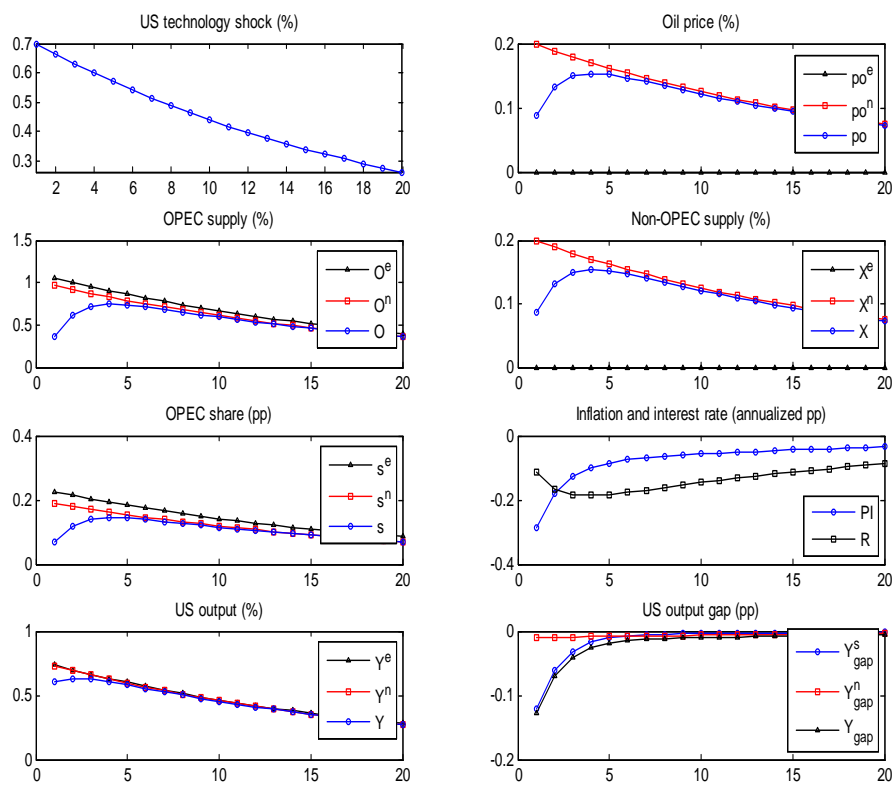 US technology shock (%)
0.7
0.6
0.5
0.4
0.3
2 4 6 8 10 12 14 16 18 20
Oil price (%)
0.2
0.1
0
0 5 10 15 20
po^e
po^n
po
OPEC supply (%)
1.5
1
0.5
0
0 5 10 15 20
O^e
O^n
O
Non-OPEC supply (%)
0.2
0.1
0
0 5 10 15 20
X^e
X^n
X
OPEC share (pp)
0.4
0.2
0
0 5 10 15 20
s^e
s^n
s
Inflation and interest rate (annualized pp)
-0
-0.2
-0.4
0 5 10 15 20
PI
R
US output (%)
1
0.5
0
0 5 10 15 20
Y^e
Y^n
Y
US output gap (pp)
-0
-0.1
-0.2
0 5 10 15 20
Y^s_gap
Y^n_gap
Y_gap